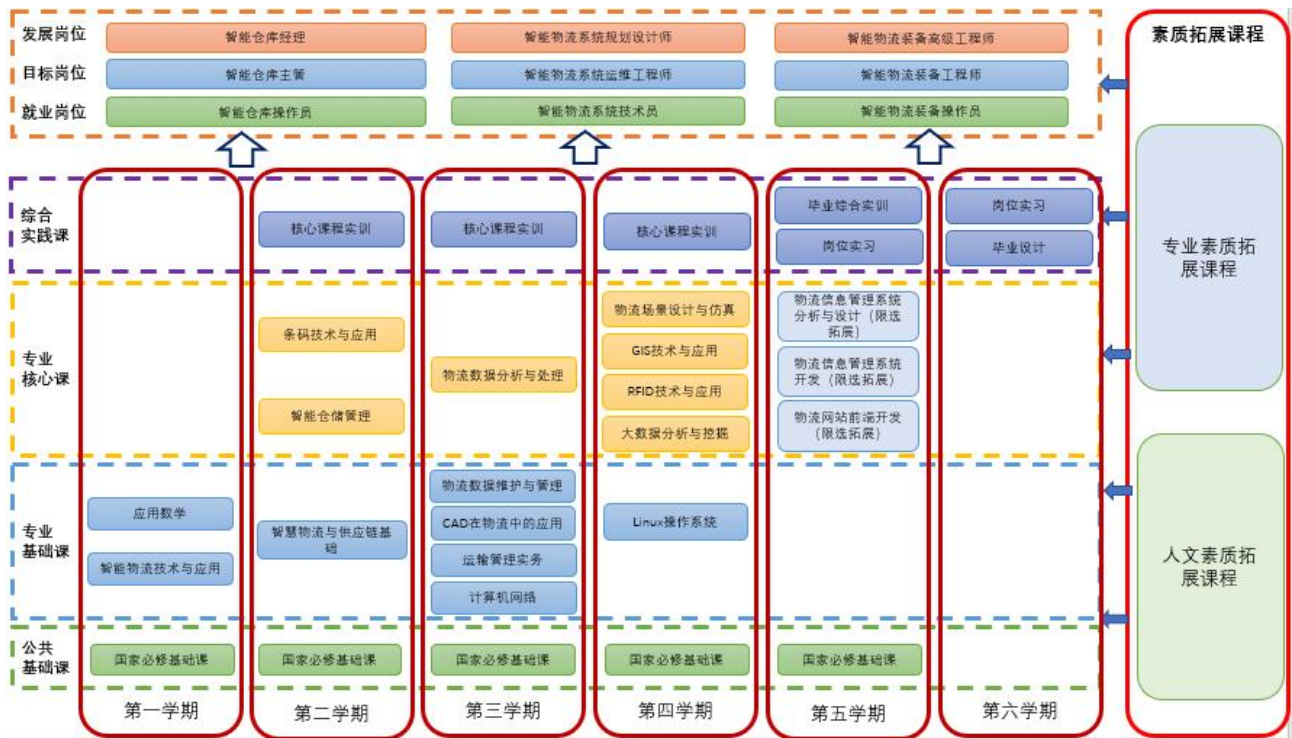 发展岗位
智能仓库经理
智能物流系统规划设计师
智能物流装备高级工程师
目标岗位
智能仓库主管
智能物流系统运维工程师
智能物流装备工程师
就业岗位
智能仓库操作员
智能物流系统技术员
智能物流装备操作员
素质拓展课程
专业素质拓
展课程
人文素质拓
展课程
综合
实践课
核心课程实训
核心课程实训
核心课程实训
毕业综合实训
岗位实习
岗位实习
毕业设计
专业
核心课
条码技术与应用
智能仓储管理
物流数据分析与处理
物流场景设计与仿真
GIS技术与应用
RFID技术与应用
大数据分析与挖掘
物流信息管理系统
分析与设计（限选
拓展）
物流信息管理系统
开发（限选拓展）
物流网站前端开发
（限选拓展）
专业
基础课
应用数学
智能物流技术与应用
智慧物流与供应链基
础
物流数据维护与管理
CAD在物流中的应用
运输管理实务
计算机网络
Linux操作系统
公共
基础课
国家必修基础课
国家必修基础课
国家必修基础课
国家必修基础课
国家必修基础课
第一学期
第二学期
第三学期
第四学期
第五学期
第六学期